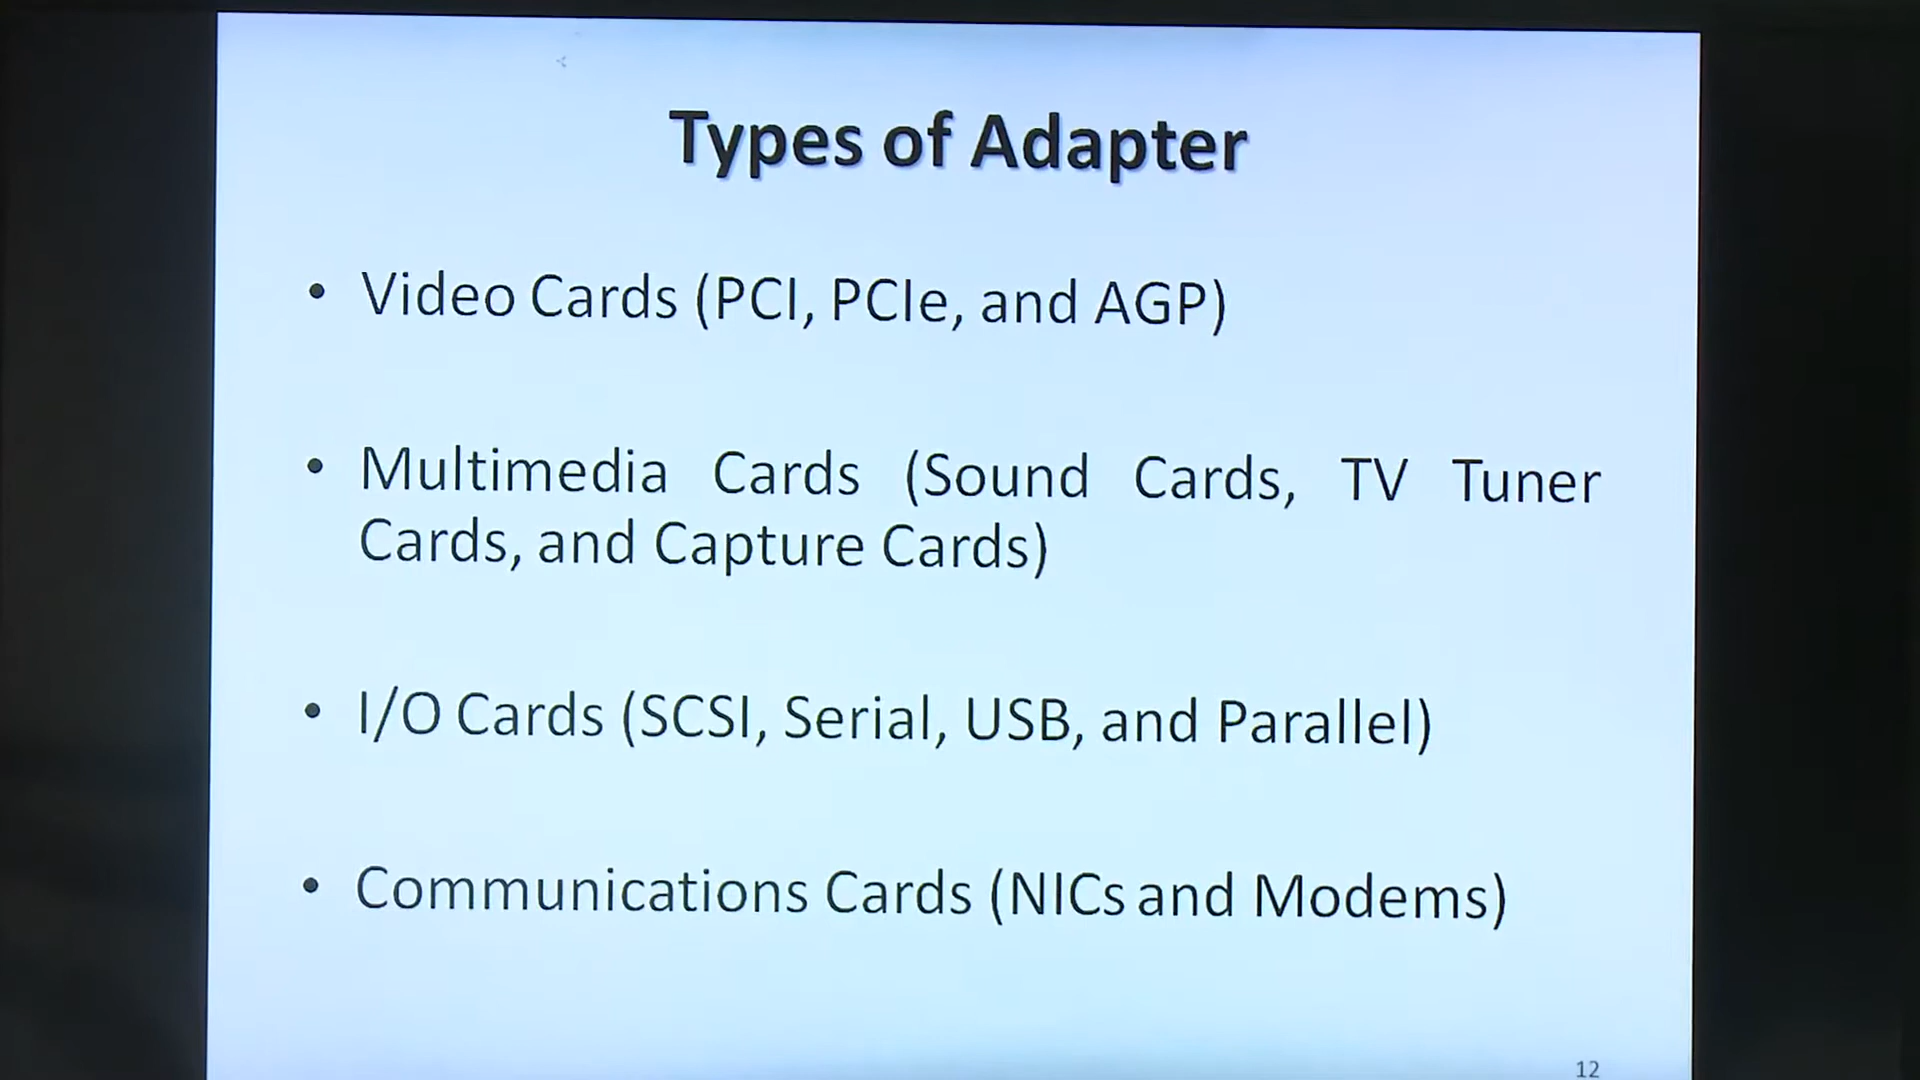 Types of Adapter
• Video Cards (PCI, PCIe, and AGP)
• Multimedia Cards (Sound Cards, TV Tuner
Cards, and Capture Cards)
• I/O Cards (SCSI, Serial, USB, and Parallel)
• Communications Cards (NICs and Modems)
12